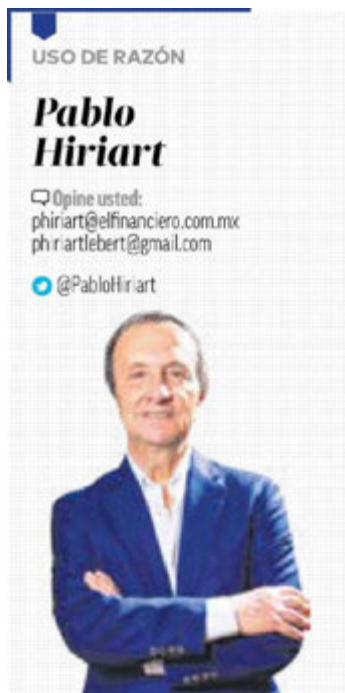 USO DE RAZÓN
Pablo
Hiriart
Opine usted:
phiriart@elfinanciero.com.mx
phiriartlebert@gmail.com
@PabloHiriart